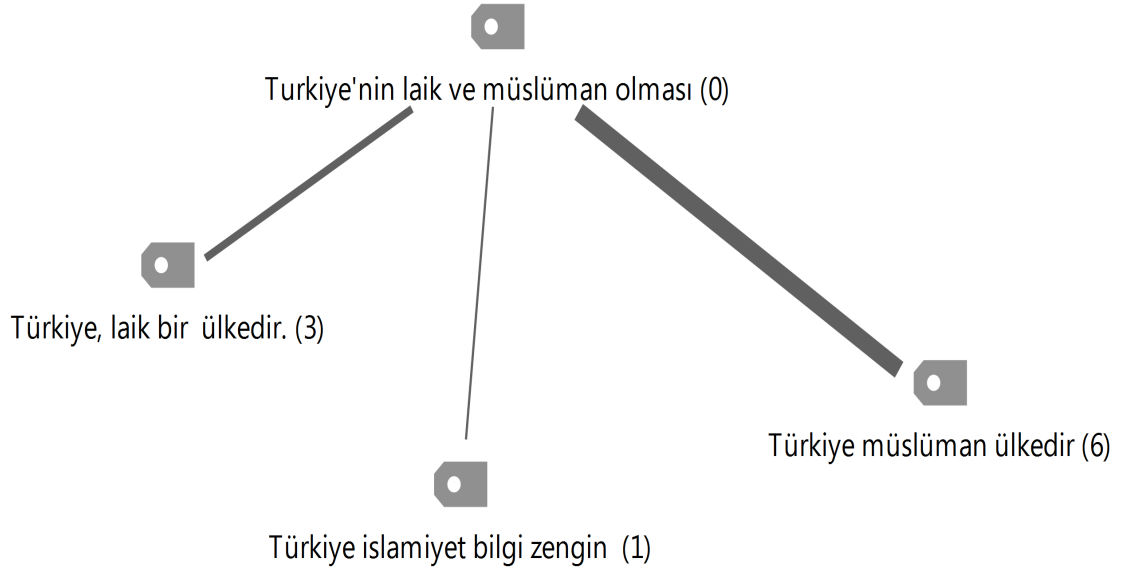 Turkiye'nin laik ve müslüman olması (0)
Türkiye, laik bir  ülkedir. (3)
Türkiye müslüman ülkedir (6)
Türkiye islamiyet bilgi zengin  (1)